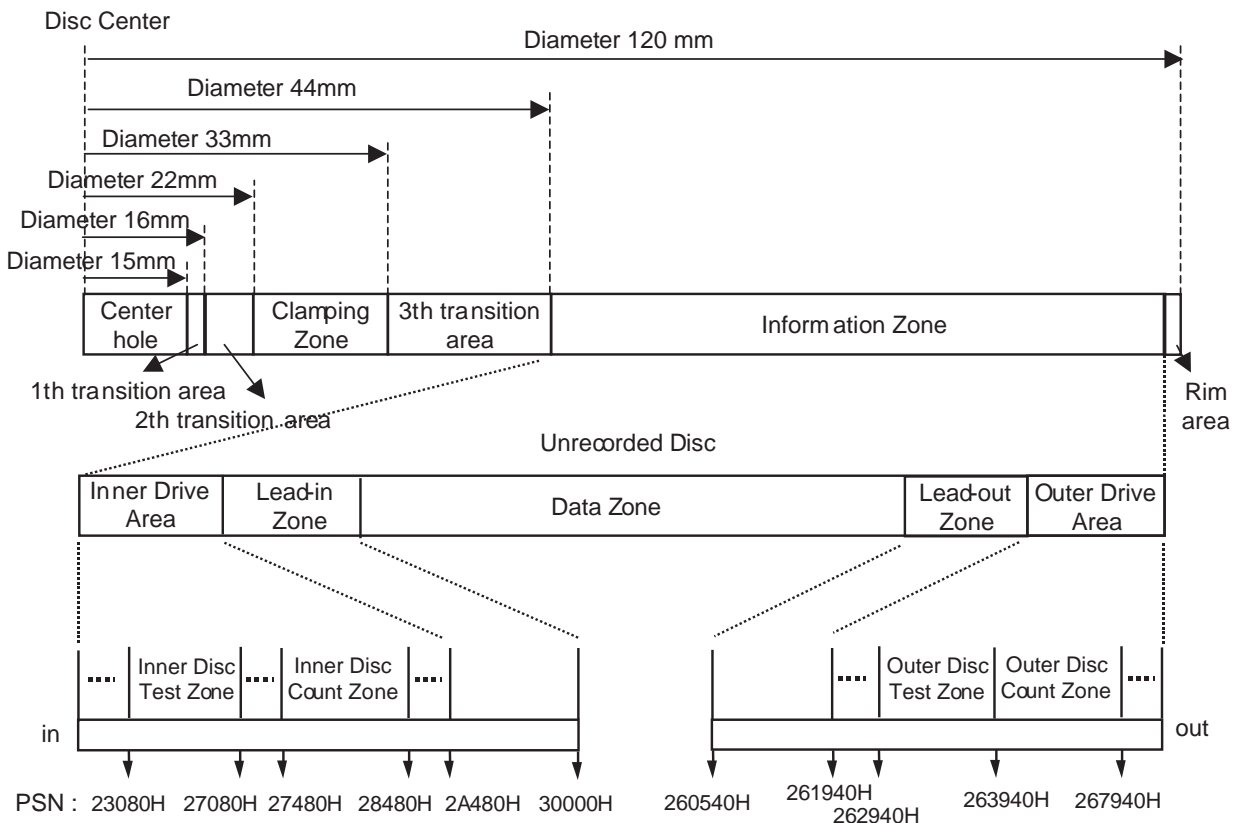 Disc Center
Diameter 120 mm
Diameter 44mm
Diameter 33mm
Diameter 22mm
Diameter 16mm
Diameter 15mm
Center
hole
Clamping
Zone
3th transition
area
Information Zone
1th transition area
2th transition area
Rim
area
Unrecorded Disc
Inner Drive
Area
Lead-in
Zone
Data Zone
Lead-out
Zone
Outer Drive
Area
Inner Disc
Test Zone
Inner Disc
Count Zone
Outer Disc
Test Zone
Outer Disc
Count Zone
in
out
PSN : 23080H 27080H 27480H 28480H 2A480H 30000H 260540H 261940H 262940H 263940H 267940H